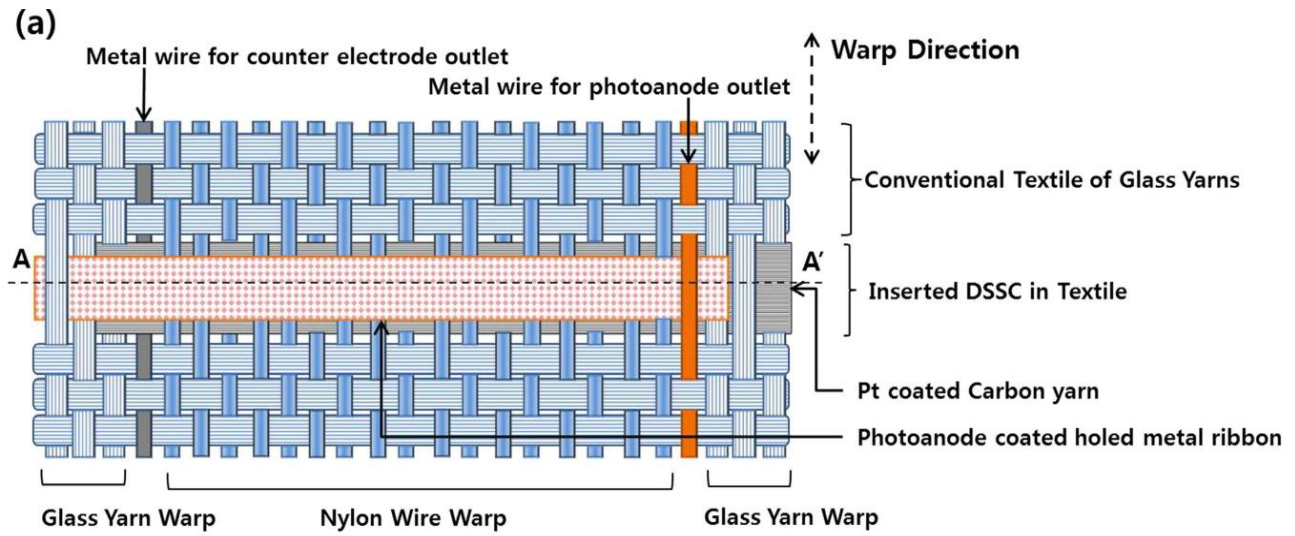 (a)
Metal wire for counter electrode outlet
Warp Direction
Metal wire for photoanode outlet
Conventional Textile of Glass Yarns
A
A′
Inserted DSSC in Textile
Pt coated Carbon yarn
Photoanode coated holed metal ribbon
Glass Yarn Warp
Nylon Wire Warp
Glass Yarn Warp